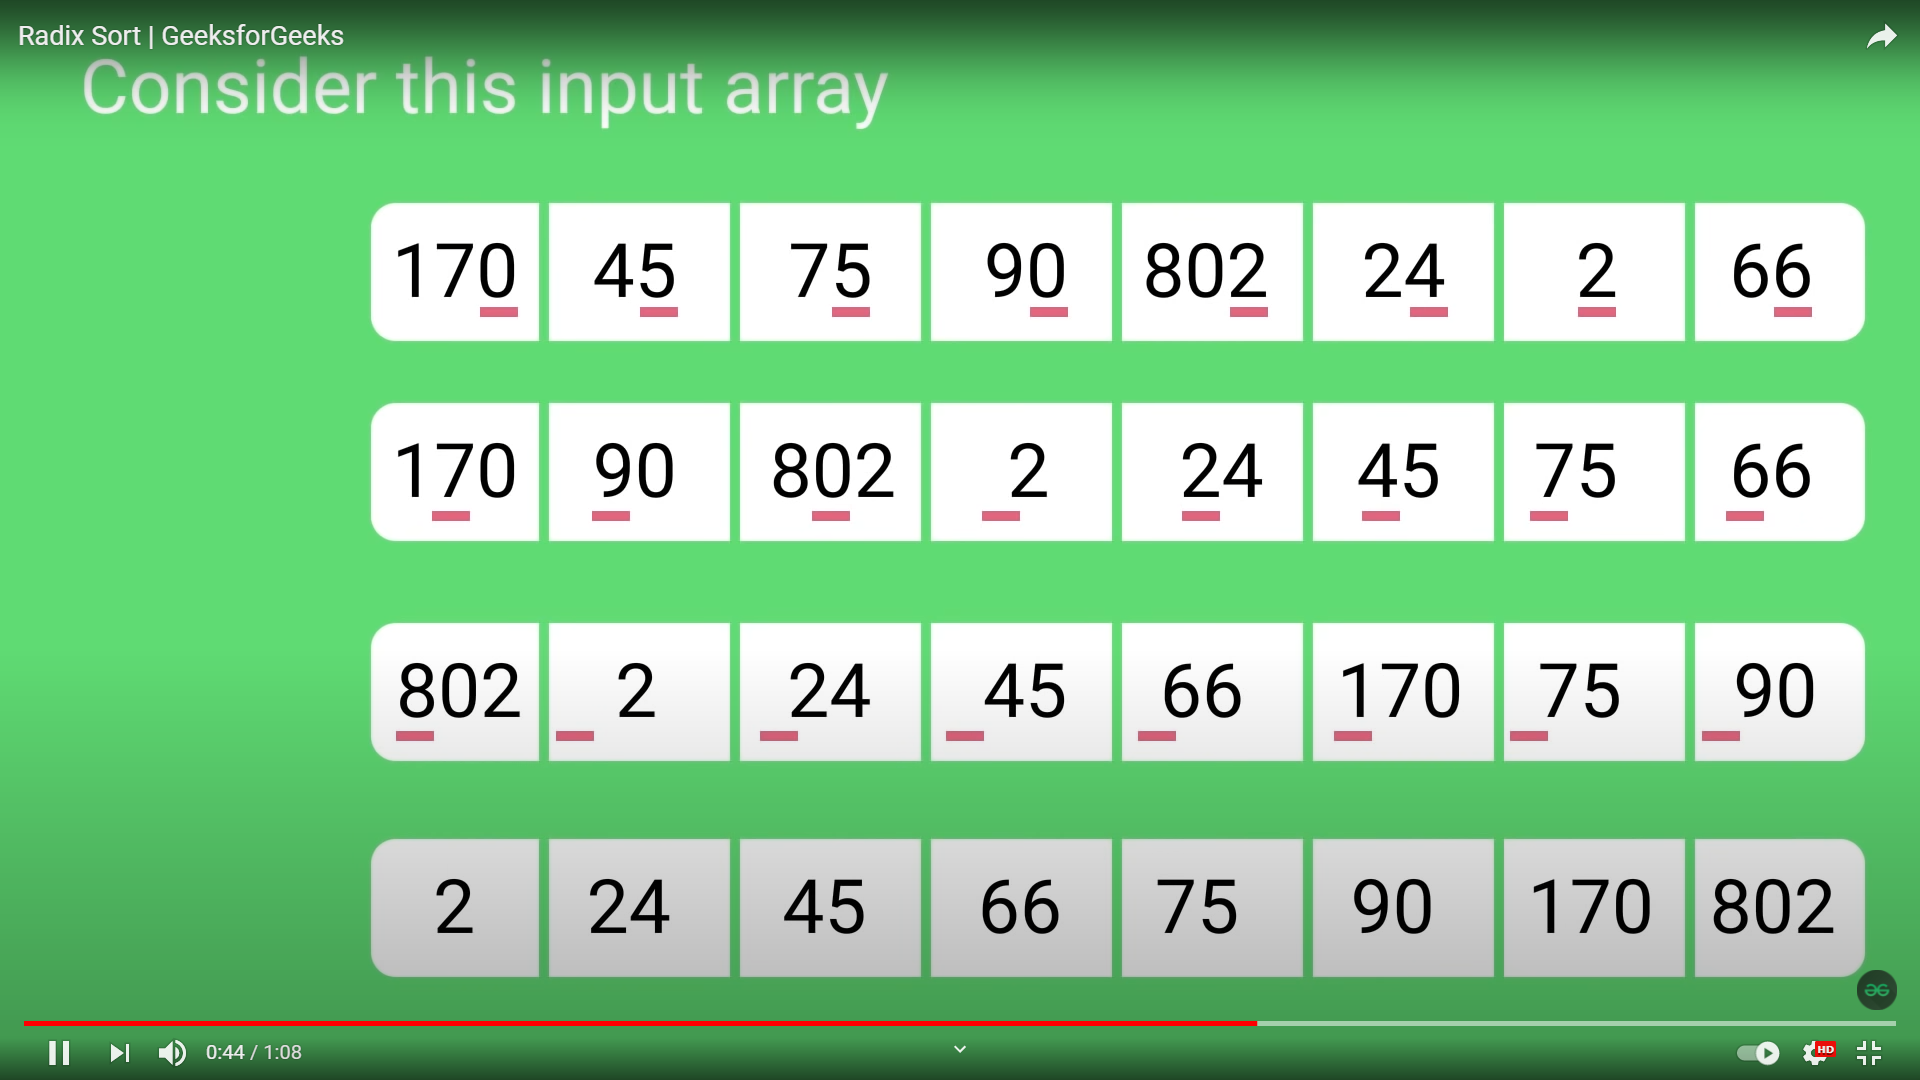 Radix Sort | GeeksforGeeks
Consider this input array
170 45 75 90 802 24 2 66
170 90 802 2 24 45 75 66
802 2 24 45 66 170 75 90
2 24 45 66 75 90 170 802
0:44 / 1:08
HD